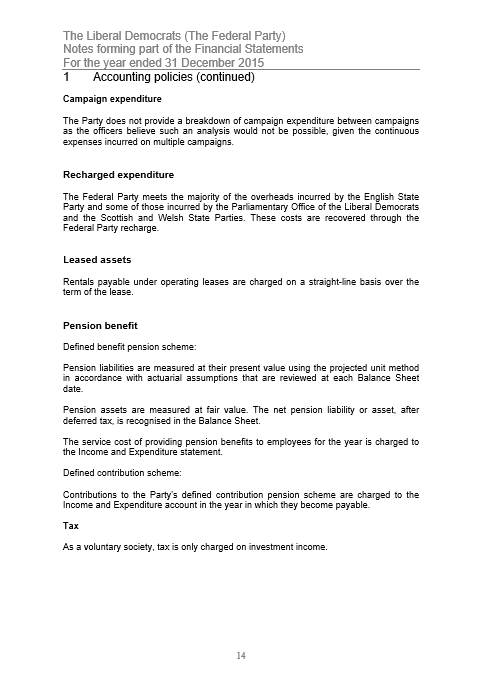 The Liberal Democrats (The Federal Party)
Notes forming part of the Financial Statements
For the year ended 31 December 2015
1 Accounting policies (continued)
Campaign expenditure
The Party does not provide a breakdown of campaign expenditure between campaigns
as the officers believe such an analysis would not be possible, given the continuous
expenses incurred on multiple campaigns.
Recharged expenditure
The Federal Party meets the majority of the overheads incurred by the English State
Party and some of those incurred by the Parliamentary Office of the Liberal Democrats
and the Scottish and Welsh State Parties. These costs are recovered through the
Federal Party recharge.
Leased assets
Rentals payable under operating leases are charged on a straight-line basis over the
term of the lease.
Pension benefit
Defined benefit pension scheme:
Pension liabilities are measured at their present value using the projected unit method
in accordance with actuarial assumptions that are reviewed at each Balance Sheet
date.
Pension assets are measured at fair value. The net pension liability or asset, after
deferred tax, is recognised in the Balance Sheet.
The service cost of providing pension benefits to employees for the year is charged to
the Income and Expenditure statement.
Defined contribution scheme:
Contributions to the Party's defined contribution pension scheme are charged to the
Income and Expenditure account in the year in which they become payable.
Tax
As a voluntary society, tax is only charged on investment income.
14